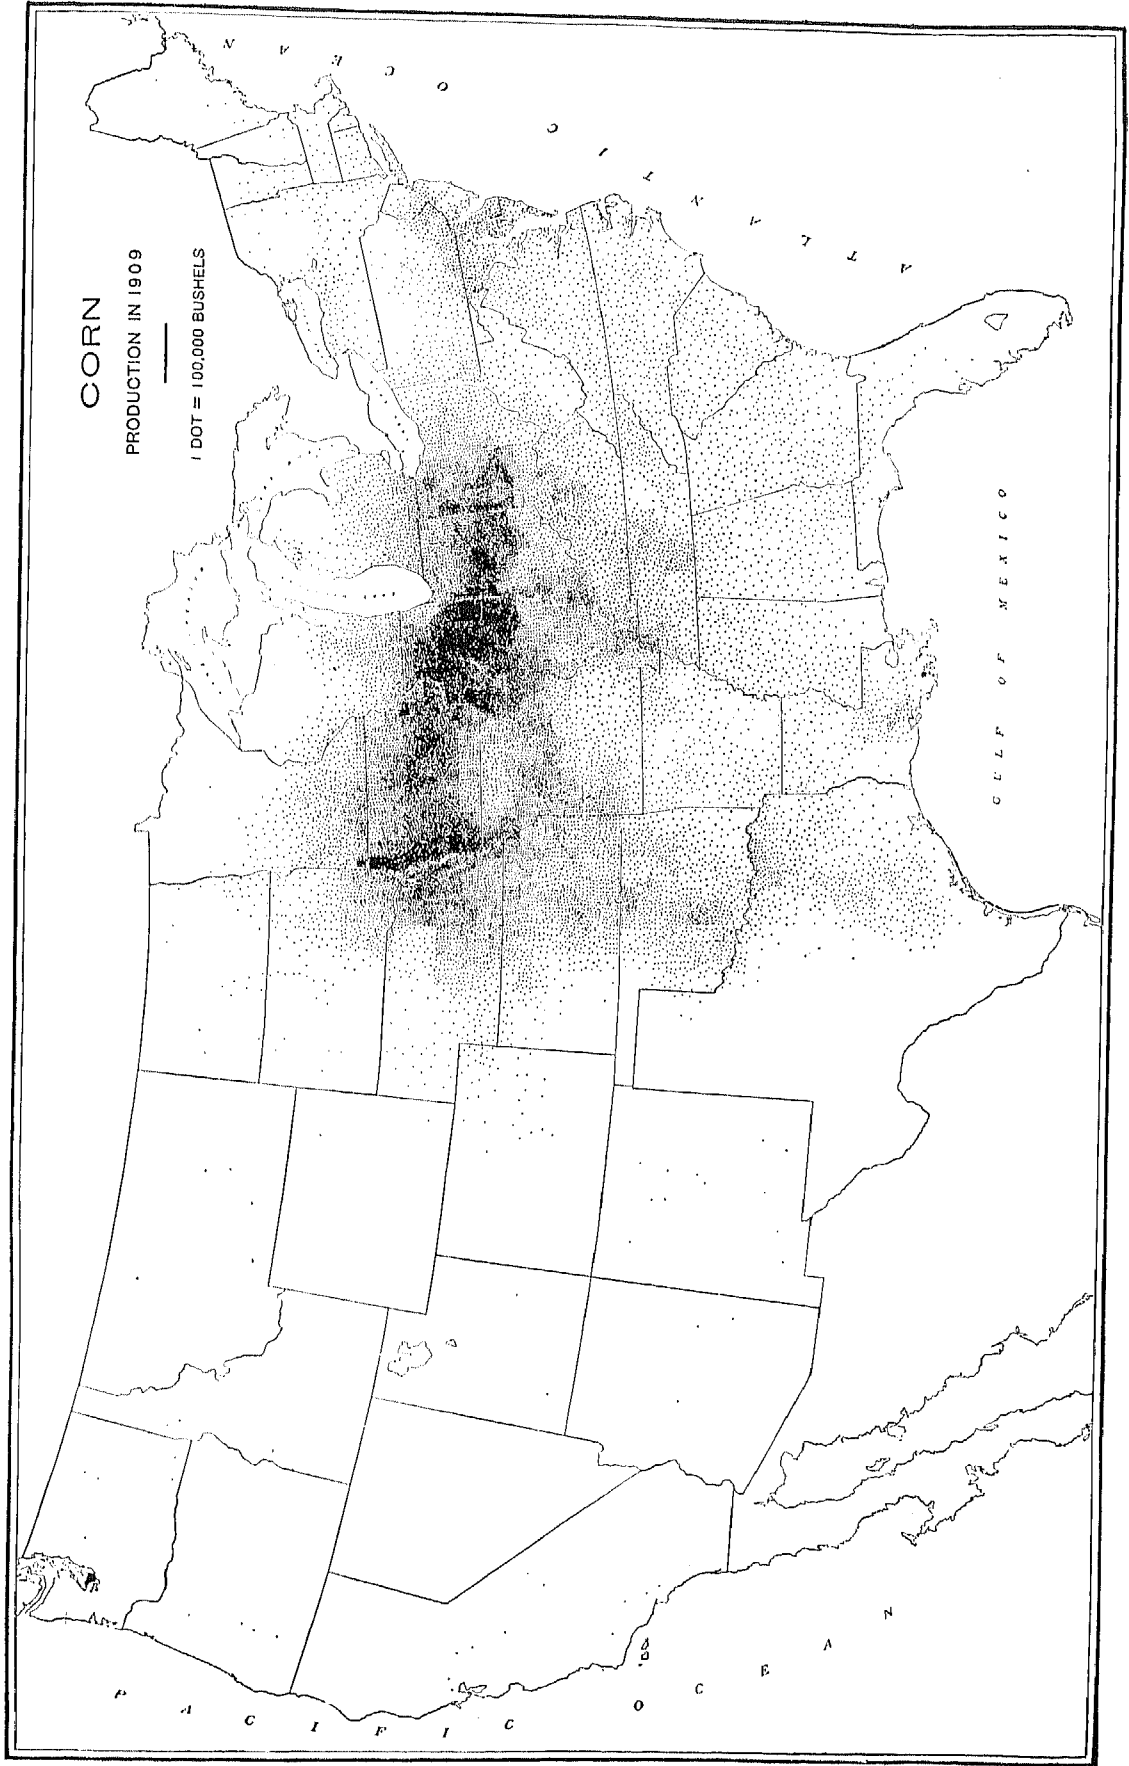 CORN
PRODUCTION IN 1909
1 DOT = 100,000 BUSHELS
ATLANTIC OCEAN
GULF OF MEXICO
PACIFIC OCEAN